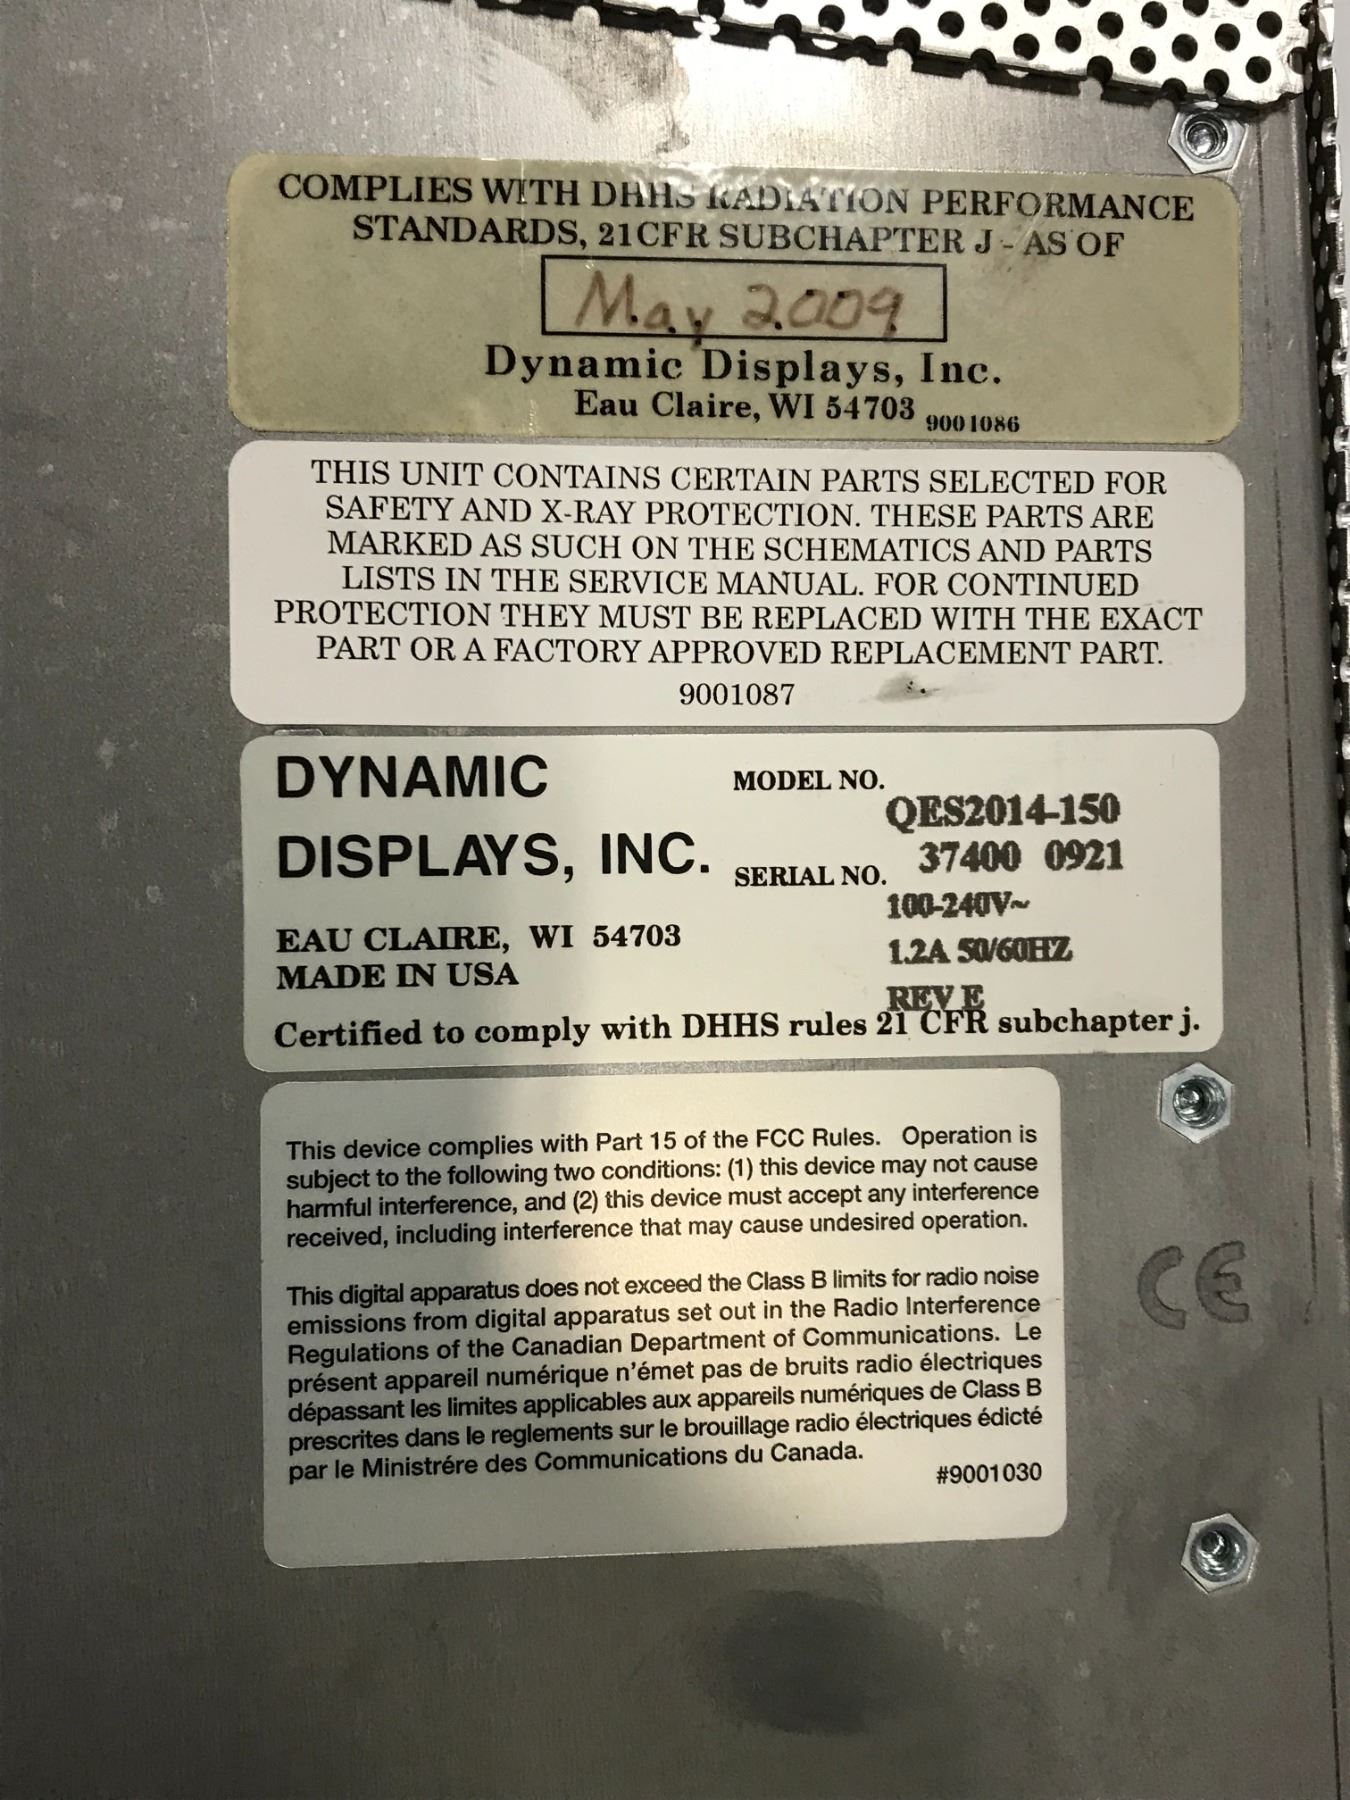 COMPLIES WITH DHHS RADIATION PERFORMANCE
STANDARDS, 21CFR SUBCHAPTER J - AS OF
May 2009
Dynamic Displays, Inc.
Eau Claire, WI 54703 9001086
THIS UNIT CONTAINS CERTAIN PARTS SELECTED FOR
SAFETY AND X-RAY PROTECTION. THESE PARTS ARE
MARKED AS SUCH ON THE SCHEMATICS AND PARTS
LISTS IN THE SERVICE MANUAL. FOR CONTINUED
PROTECTION THEY MUST BE REPLACED WITH THE EXACT
PART OR A FACTORY APPROVED REPLACEMENT PART.
9001087
DYNAMIC
DISPLAYS, INC.
EAU CLAIRE, WI 54703
MADE IN USA
MODEL NO. QES2014-150
SERIAL NO. 37400 0921
100-240V~
1.2A 50/60HZ
REV E
Certified to comply with DHHS rules 21 CFR subchapter j.
This device complies with Part 15 of the FCC Rules. Operation is
subject to the following two conditions: (1) this device may not cause
harmful interference, and (2) this device must accept any interference
received, including interference that may cause undesired operation.
This digital apparatus does not exceed the Class B limits for radio noise
emissions from digital apparatus set out in the Radio Interference
Regulations of the Canadian Department of Communications. Le
présent appareil numérique n'émet pas de bruits radio électriques
dépassant les limites applicables aux appareils numériques de Class B
prescrites dans le reglements sur le brouillage radio électriques édicté
par le Ministrére des Communications du Canada.
#9001030
CE